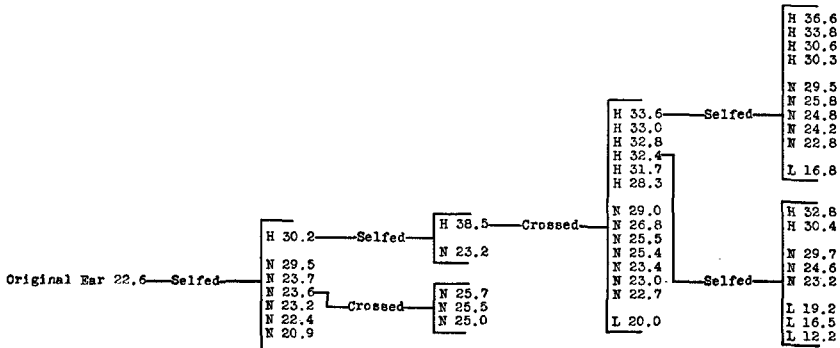 Original Ear 22.6 Selfed
H 30.2 Selfed
N 29.5
N 23.7
N 23.6 Crossed
N 23.2
N 22.4
N 20.9
H 38.5 Crossed
N 23.2
N 25.7
N 25.5
N 25.0
H 33.6 Selfed
H 33.0
H 32.8
H 32.4 Selfed
H 31.7
H 28.3
N 29.0
N 26.8
N 25.5
N 25.4
N 23.4
N 23.0
N 22.7
L 20.0
H 36.6
H 33.8
H 30.6
H 30.3
N 29.5
N 25.8
N 24.8
N 24.2
N 22.8
L 16.8
H 32.8
H 30.4
N 29.7
N 24.6
N 23.2
L 19.2
L 16.5
L 12.2